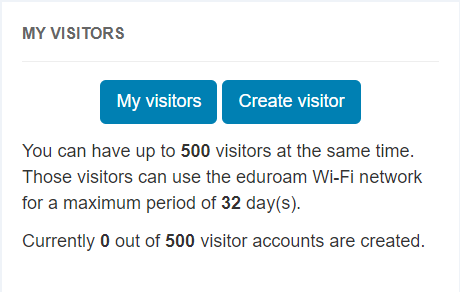 MY VISITORS
My visitors Create visitor
You can have up to 500 visitors at the same time.
Those visitors can use the eduroam Wi-Fi network
for a maximum period of 32 day(s).
Currently 0 out of 500 visitor accounts are created.